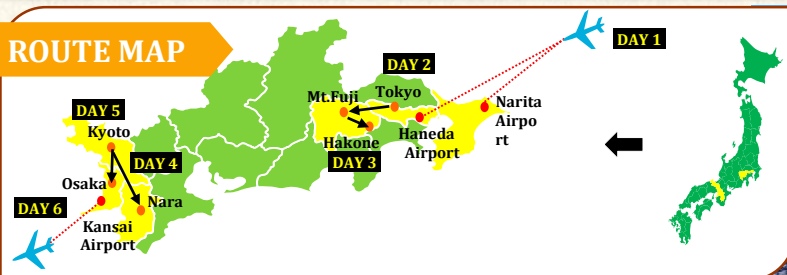 ROUTE MAP
DAY 1
DAY 2
Mt.Fuji
Tokyo
Narita
Airpo
rt
Haneda
Airport
Hakone
DAY 3
DAY 5
Kyoto
DAY 4
Osaka
Nara
DAY 6
Kansai
Airport